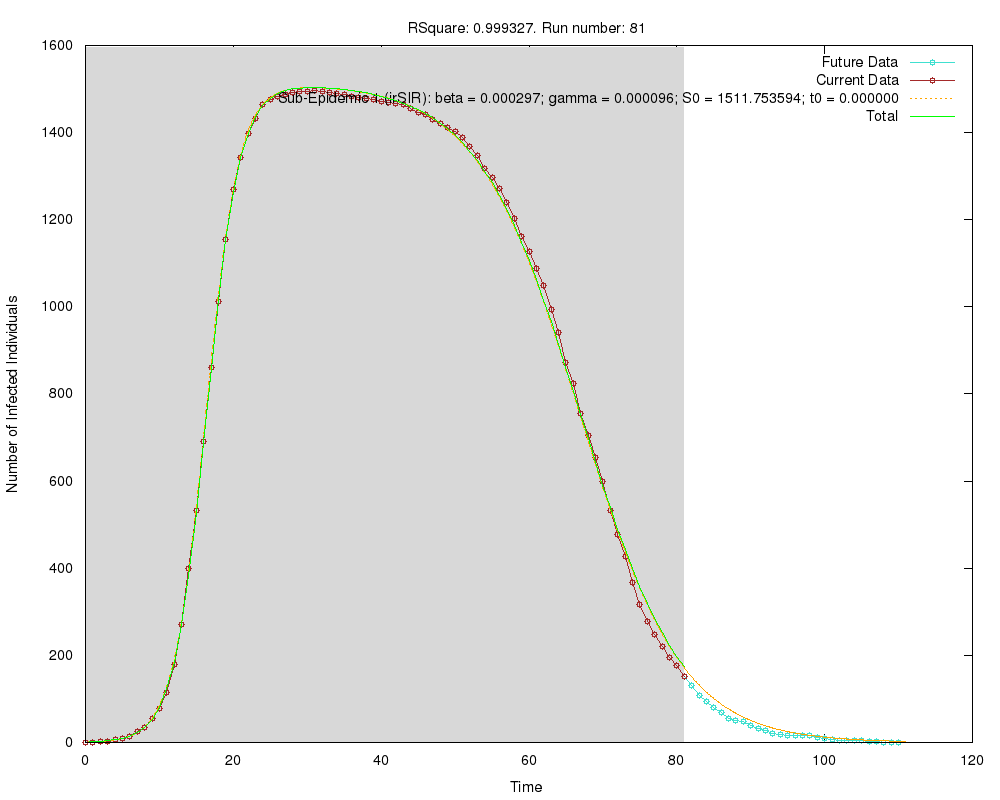 RSquare: 0.999327. Run number: 81
1600
1400
1200
1000
800
600
400
200
0
Number of Infected Individuals
Future Data
Current Data
Sub-Epidemic 1 (irSIR): beta = 0.000297; gamma = 0.000096; S0 = 1511.753594; t0 = 0.000000
Total
0 20 40 60 80 100 120
Time